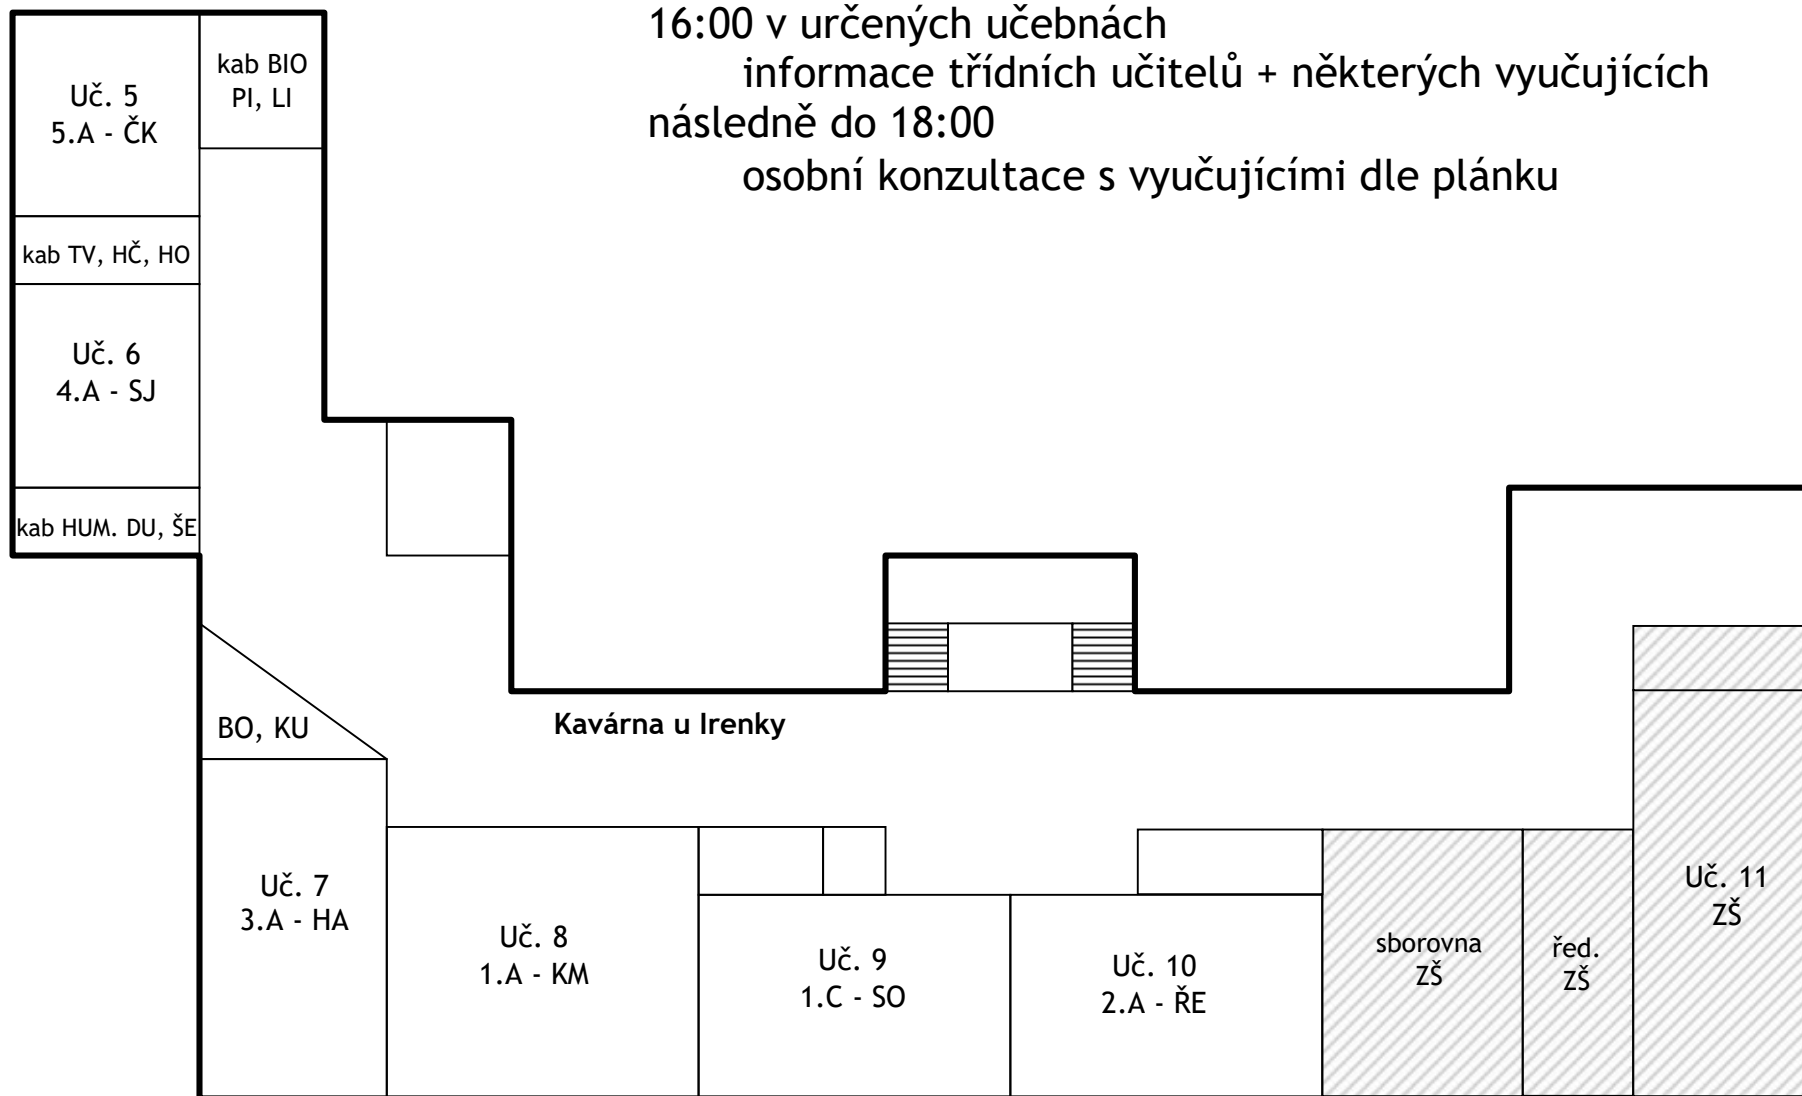 16:00 v určených učebnách
informace třídních učitelů + některých vyučujících
následně do 18:00
osobní konzultace s vyučujícími dle plánku
Uč. 5
5.A - ČK
kab BIO
PI, LI
kab TV, HČ, HO
Uč. 6
4.A - SJ
kab HUM. DU, ŠE
BO, KU
Kavárna u Irenky
Uč. 7
3.A - HA
Uč. 8
1.A - KM
Uč. 9
1.C - SO
Uč. 10
2.A - ŘE
sborovna
ZŠ
řed.
ZŠ
Uč. 11
ZŠ